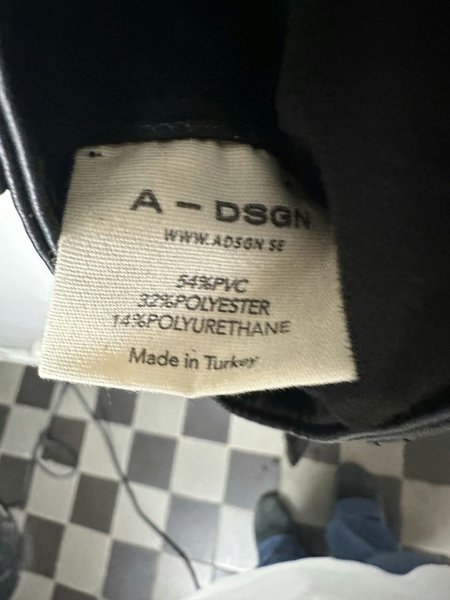 A - DSGN
WWW.ADSGN.SE
54%PVC
32%POLYESTER
14%POLYURETHANE
Made in Turkey